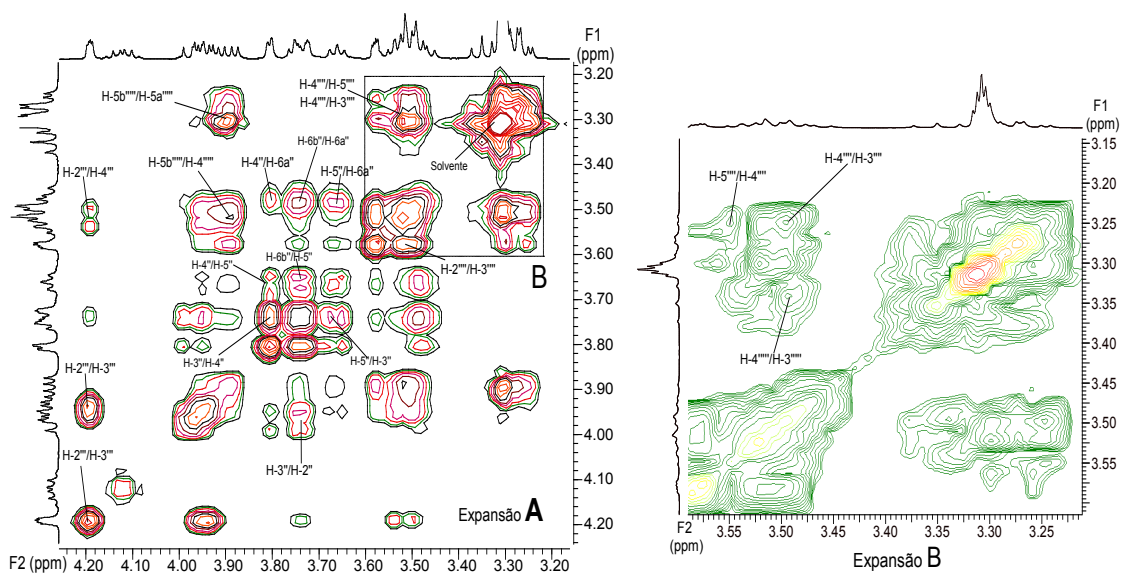 F1
(ppm)
3.20
3.30
3.40
3.50
3.60
3.70
3.80
3.90
4.00
4.10
4.20
H-5b'''''/H-5a'''''
H-4''''/H-5''''
H-4''''/H-3''''
H-2'''/H-4'''
H-5b'''''/H-4'''''
H-4''/H-6a''
H-6b''/H-6a''
H-5''/H-6a''
Solvente
H-4''/H-5''
H-6b''/H-5''
H-2''''/H-3''''
B
H-3''/H-4''
H-5''/H-3''
H-2'''/H-3'''
H-3''/H-2''
H-2'''/H-3'''
Expansão A
F2 (ppm)
4.20 4.10 4.00 3.90 3.80 3.70 3.60 3.50 3.40 3.30
F1
(ppm)
3.15
3.20
3.25
3.30
3.35
3.40
3.45
3.50
3.55
H-4''''/H-3''''
H-5''''/H-4''''
H-4'''''/H-3'''''
F2
(ppm)
3.55 3.50 3.45 3.40 3.35 3.30 3.25
Expansão B